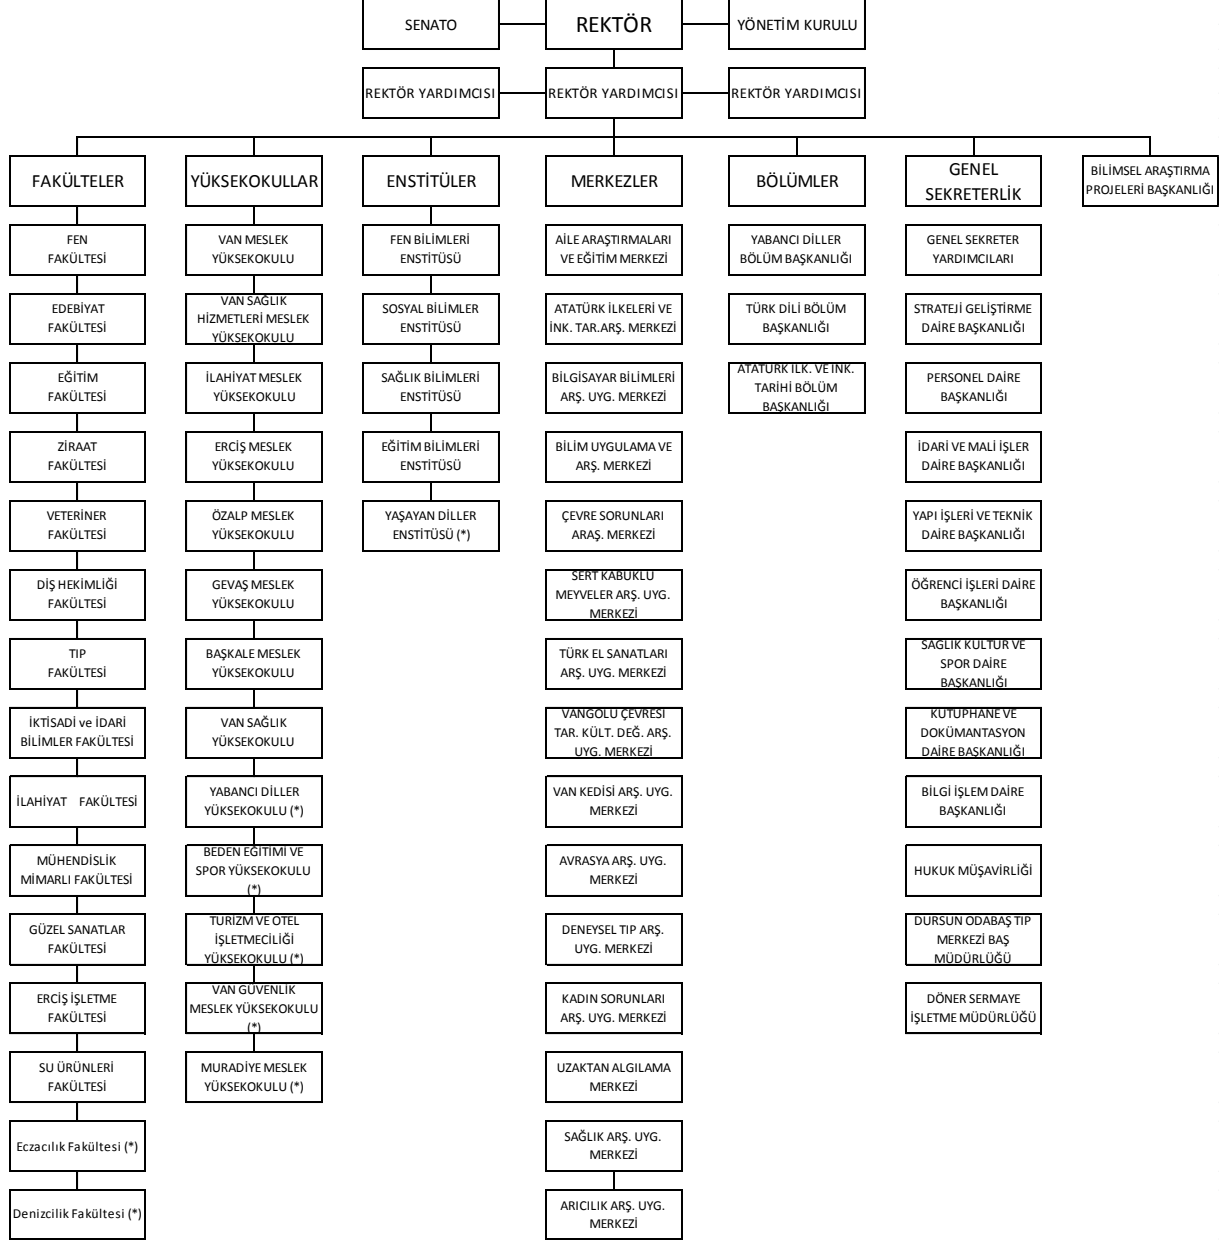 SENATO
REKTÖR
YÖNETİM KURULU
REKTÖR YARDIMCISI
REKTÖR YARDIMCISI
REKTÖR YARDIMCISI
FAKÜLTELER
FEN
FAKÜLTESİ
EDEBİYAT
FAKÜLTESİ
EĞİTİM
FAKÜLTESİ
ZİRAAT
FAKÜLTESİ
VETERİNER
FAKÜLTESİ
DİŞ HEKİMLİĞİ
FAKÜLTESİ
TIP
FAKÜLTESİ
İKTİSADİ ve İDARİ
BİLİMLER FAKÜLTESİ
İLAHİYAT FAKÜLTESİ
MÜHENDİSLİK
MİMARLI FAKÜLTESİ
GÜZEL SANATLAR
FAKÜLTESİ
ERCİŞ İŞLETME
FAKÜLTESİ
SU ÜRÜNLERİ
FAKÜLTESİ
Eczacılık Fakültesi (*)
Denizcilik Fakültesi (*)
YÜKSEKOKULLAR
VAN MESLEK
YÜKSEKOKULU
VAN SAĞLIK
HİZMETLERİ MESLEK
YÜKSEKOKULU
İLAHİYAT MESLEK
YÜKSEKOKULU
ERCİŞ MESLEK
YÜKSEKOKULU
ÖZALP MESLEK
YÜKSEKOKULU
GEVAŞ MESLEK
YÜKSEKOKULU
BAŞKALE MESLEK
YÜKSEKOKULU
VAN SAĞLIK
YÜKSEKOKULU
YABANCI DİLLER
YÜKSEKOKULU (*)
BEDEN EĞİTİMİ VE
SPOR YÜKSEKOKULU
(*)
TURİZM VE OTEL
İŞLETMECİLİĞİ
YÜKSEKOKULU (*)
VAN GÜVENLİK
MESLEK YÜKSEKOKULU
(*)
MURADİYE MESLEK
YÜKSEKOKULU (*)
ENSTİTÜLER
FEN BİLİMLERİ
ENSTİTÜSÜ
SOSYAL BİLİMLER
ENSTİTÜSÜ
SAĞLIK BİLİMLERİ
ENSTİTÜSÜ
EĞİTİM BİLİMLERİ
ENSTİTÜSÜ
YAŞAYAN DİLLER
ENSTİTÜSÜ (*)
MERKEZLER
AİLE ARAŞTIRMALARI
VE EĞİTİM MERKEZİ
ATATÜRK İLKELERİ VE
İNK. TAR.ARŞ. MERKEZİ
BİLGİSAYAR BİLİMLERİ
ARŞ. UYG. MERKEZİ
BİLİM UYGULAMA VE
ARŞ. MERKEZİ
ÇEVRE SORUNLARI
ARAŞ. MERKEZİ
SERT KABUKLU
MEYVELER ARŞ. UYG.
MERKEZİ
TÜRK EL SANATLARI
ARŞ. UYG. MERKEZİ
VANGÖLÜ ÇEVRESİ
TAR. KÜLT. DEĞ. ARŞ.
UYG. MERKEZİ
VAN KEDİSİ ARŞ. UYG.
MERKEZİ
AVRASYA ARŞ. UYG.
MERKEZİ
DENEYSEL TIP ARŞ.
UYG. MERKEZİ
KADIN SORUNLARI
ARŞ. UYG. MERKEZİ
UZAKTAN ALGILAMA
MERKEZİ
SAĞLIK ARŞ. UYG.
MERKEZİ
ARICILIK ARŞ. UYG.
MERKEZİ
BÖLÜMLER
YABANCI DİLLER
BÖLÜM BAŞKANLIĞI
TÜRK DİLİ BÖLÜM
BAŞKANLIĞI
ATATÜRK İLK. VE İNK.
TARİHİ BÖLÜM
BAŞKANLIĞI
GENEL
SEKRETERLİK
GENEL SEKRETER
YARDIMCILARI
STRATEJİ GELİŞTİRME
DAİRE BAŞKANLIĞI
PERSONEL DAİRE
BAŞKANLIĞI
İDARİ VE MALİ İŞLER
DAİRE BAŞKANLIĞI
YAPI İŞLERİ VE TEKNİK
DAİRE BAŞKANLIĞI
ÖĞRENCİ İŞLERİ DAİRE
BAŞKANLIĞI
SAĞLIK KÜLTÜR VE
SPOR DAİRE
BAŞKANLIĞI
KÜTÜPHANE VE
DOKÜMANTASYON
DAİRE BAŞKANLIĞI
BİLGİ İŞLEM DAİRE
BAŞKANLIĞI
HUKUK MÜŞAVİRLİĞİ
DURSUN ODABAŞ TIP
MERKEZİ BAŞ
MÜDÜRLÜĞÜ
DÖNER SERMAYE
İŞLETME MÜDÜRLÜĞÜ
BİLİMSEL ARAŞTIRMA
PROJELERİ BAŞKANLIĞI